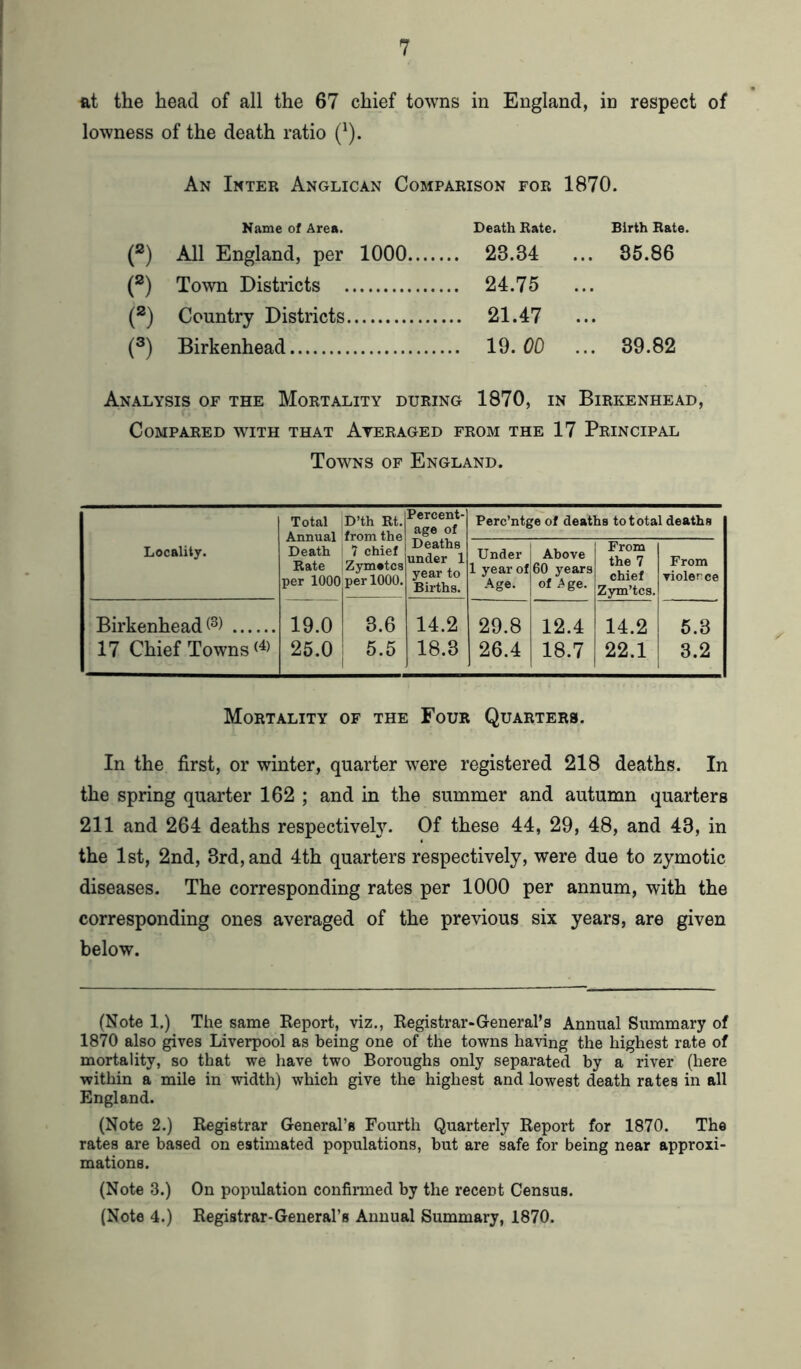 7
at the head of all the 67 chief towns in England, in respect of
lowness of the death ratio (¹).
An Inter Anglican Comparison for 1870.
Name of Area. Death Rate. Birth Rate.
(²) All England, per 1000....... 23.34 ... 35.86
(²) Town Districts ................ 24.75 ...
(²) Country Districts................ 21.47 ...
(³) Birkenhead........................ 19. 00 ... 39.82
Analysis of the Mortality during 1870, in Birkenhead,
Compared with that Averaged from the 17 Principal
Towns of England.
Locality. | Total Annual Death Rate per 1000 | D'th Rt. from the 7 chief Zymotcs per 1000. | Percent-age of Deaths under 1 year to Births. | Perc'ntge of deaths to total deaths
Under 1 year of Age. | Above 60 years of Age. | From the 7 chief Zym'tcs. | From violence
Birkenhead (3) ...... | 19.0 | 3.6 | 14.2 | 29.8 | 12.4 | 14.2 | 5.3
17 Chief Towns (4) | 25.0 | 5.5 | 18.3 | 26.4 | 18.7 | 22.1 | 3.2
Mortality of the Four Quarters.
In the first, or winter, quarter were registered 218 deaths. In
the spring quarter 162 ; and in the summer and autumn quarters
211 and 264 deaths respectively. Of these 44, 29, 48, and 43, in
the 1st, 2nd, 3rd, and 4th quarters respectively, were due to zymotic
diseases. The corresponding rates per 1000 per annum, with the
corresponding ones averaged of the previous six years, are given
below.
(Note 1.) The same Report, viz., Registrar-General's Annual Summary of
1870 also gives Liverpool as being one of the towns having the highest rate of
mortality, so that we have two Boroughs only separated by a river (here
within a mile in width) which give the highest and lowest death rates in all
England.
(Note 2.) Registrar General's Fourth Quarterly Report for 1870. The
rates are based on estimated populations, but are safe for being near approxi-
mations.
(Note 3.) On population confirmed by the recent Census.
(Note 4.) Registrar-General's Annual Summary, 1870.